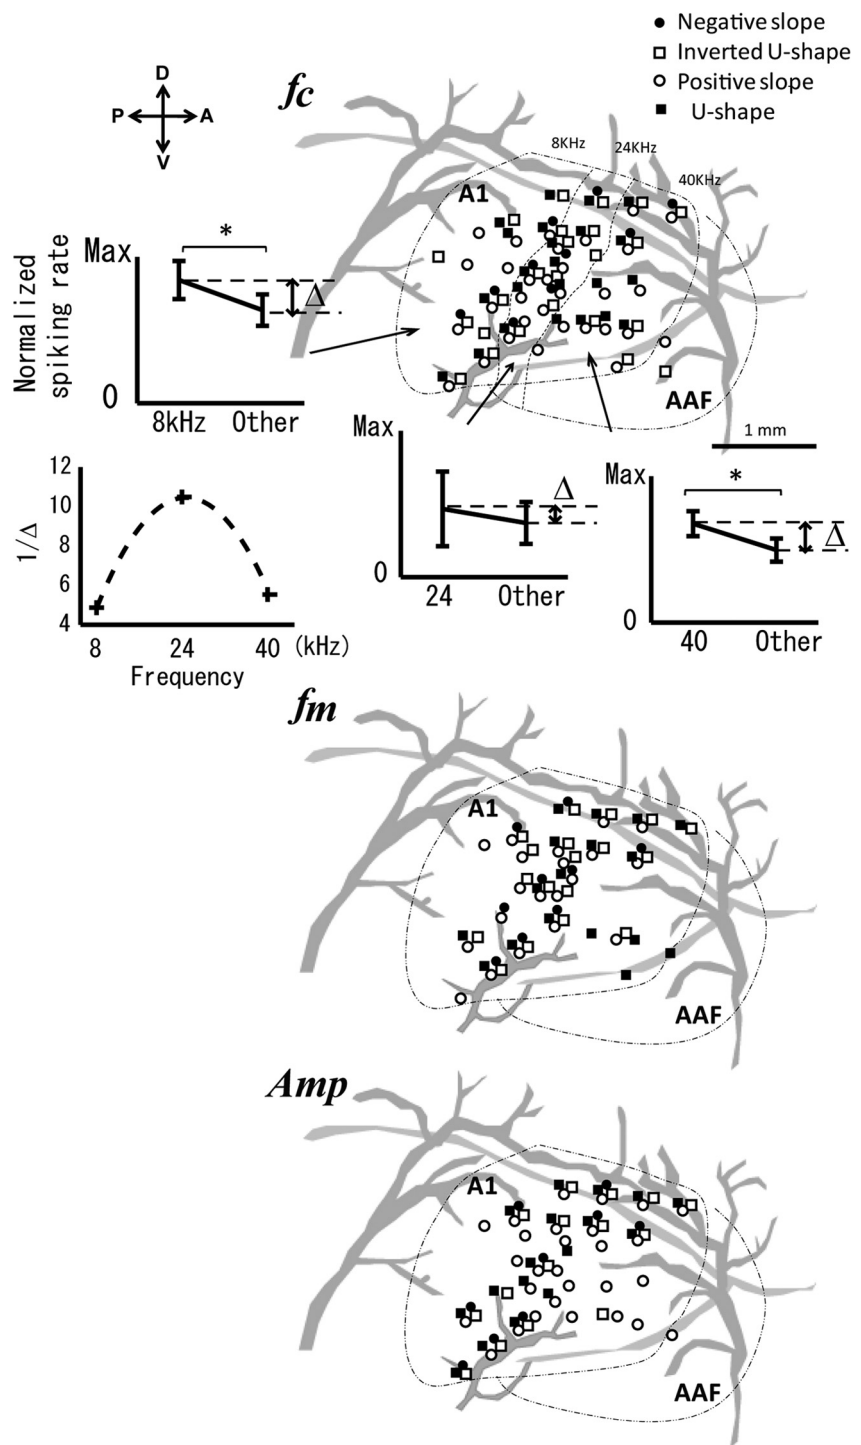 Negative slope
Inverted U-shape
Positive slope
U-shape
D
P A
V
fc
8KHz
24KHz
40KHz
A1
AAF
1 mm
Normalized
spiking rate
Max
*
Δ
0
8kHz Other
12
10
8
6
4
1/Δ
8 24 40 (kHz)
Frequency
Max
Δ
0
24 Other
Max
*
Δ
0
40 Other
fm
A1
AAF
Amp
A1
AAF